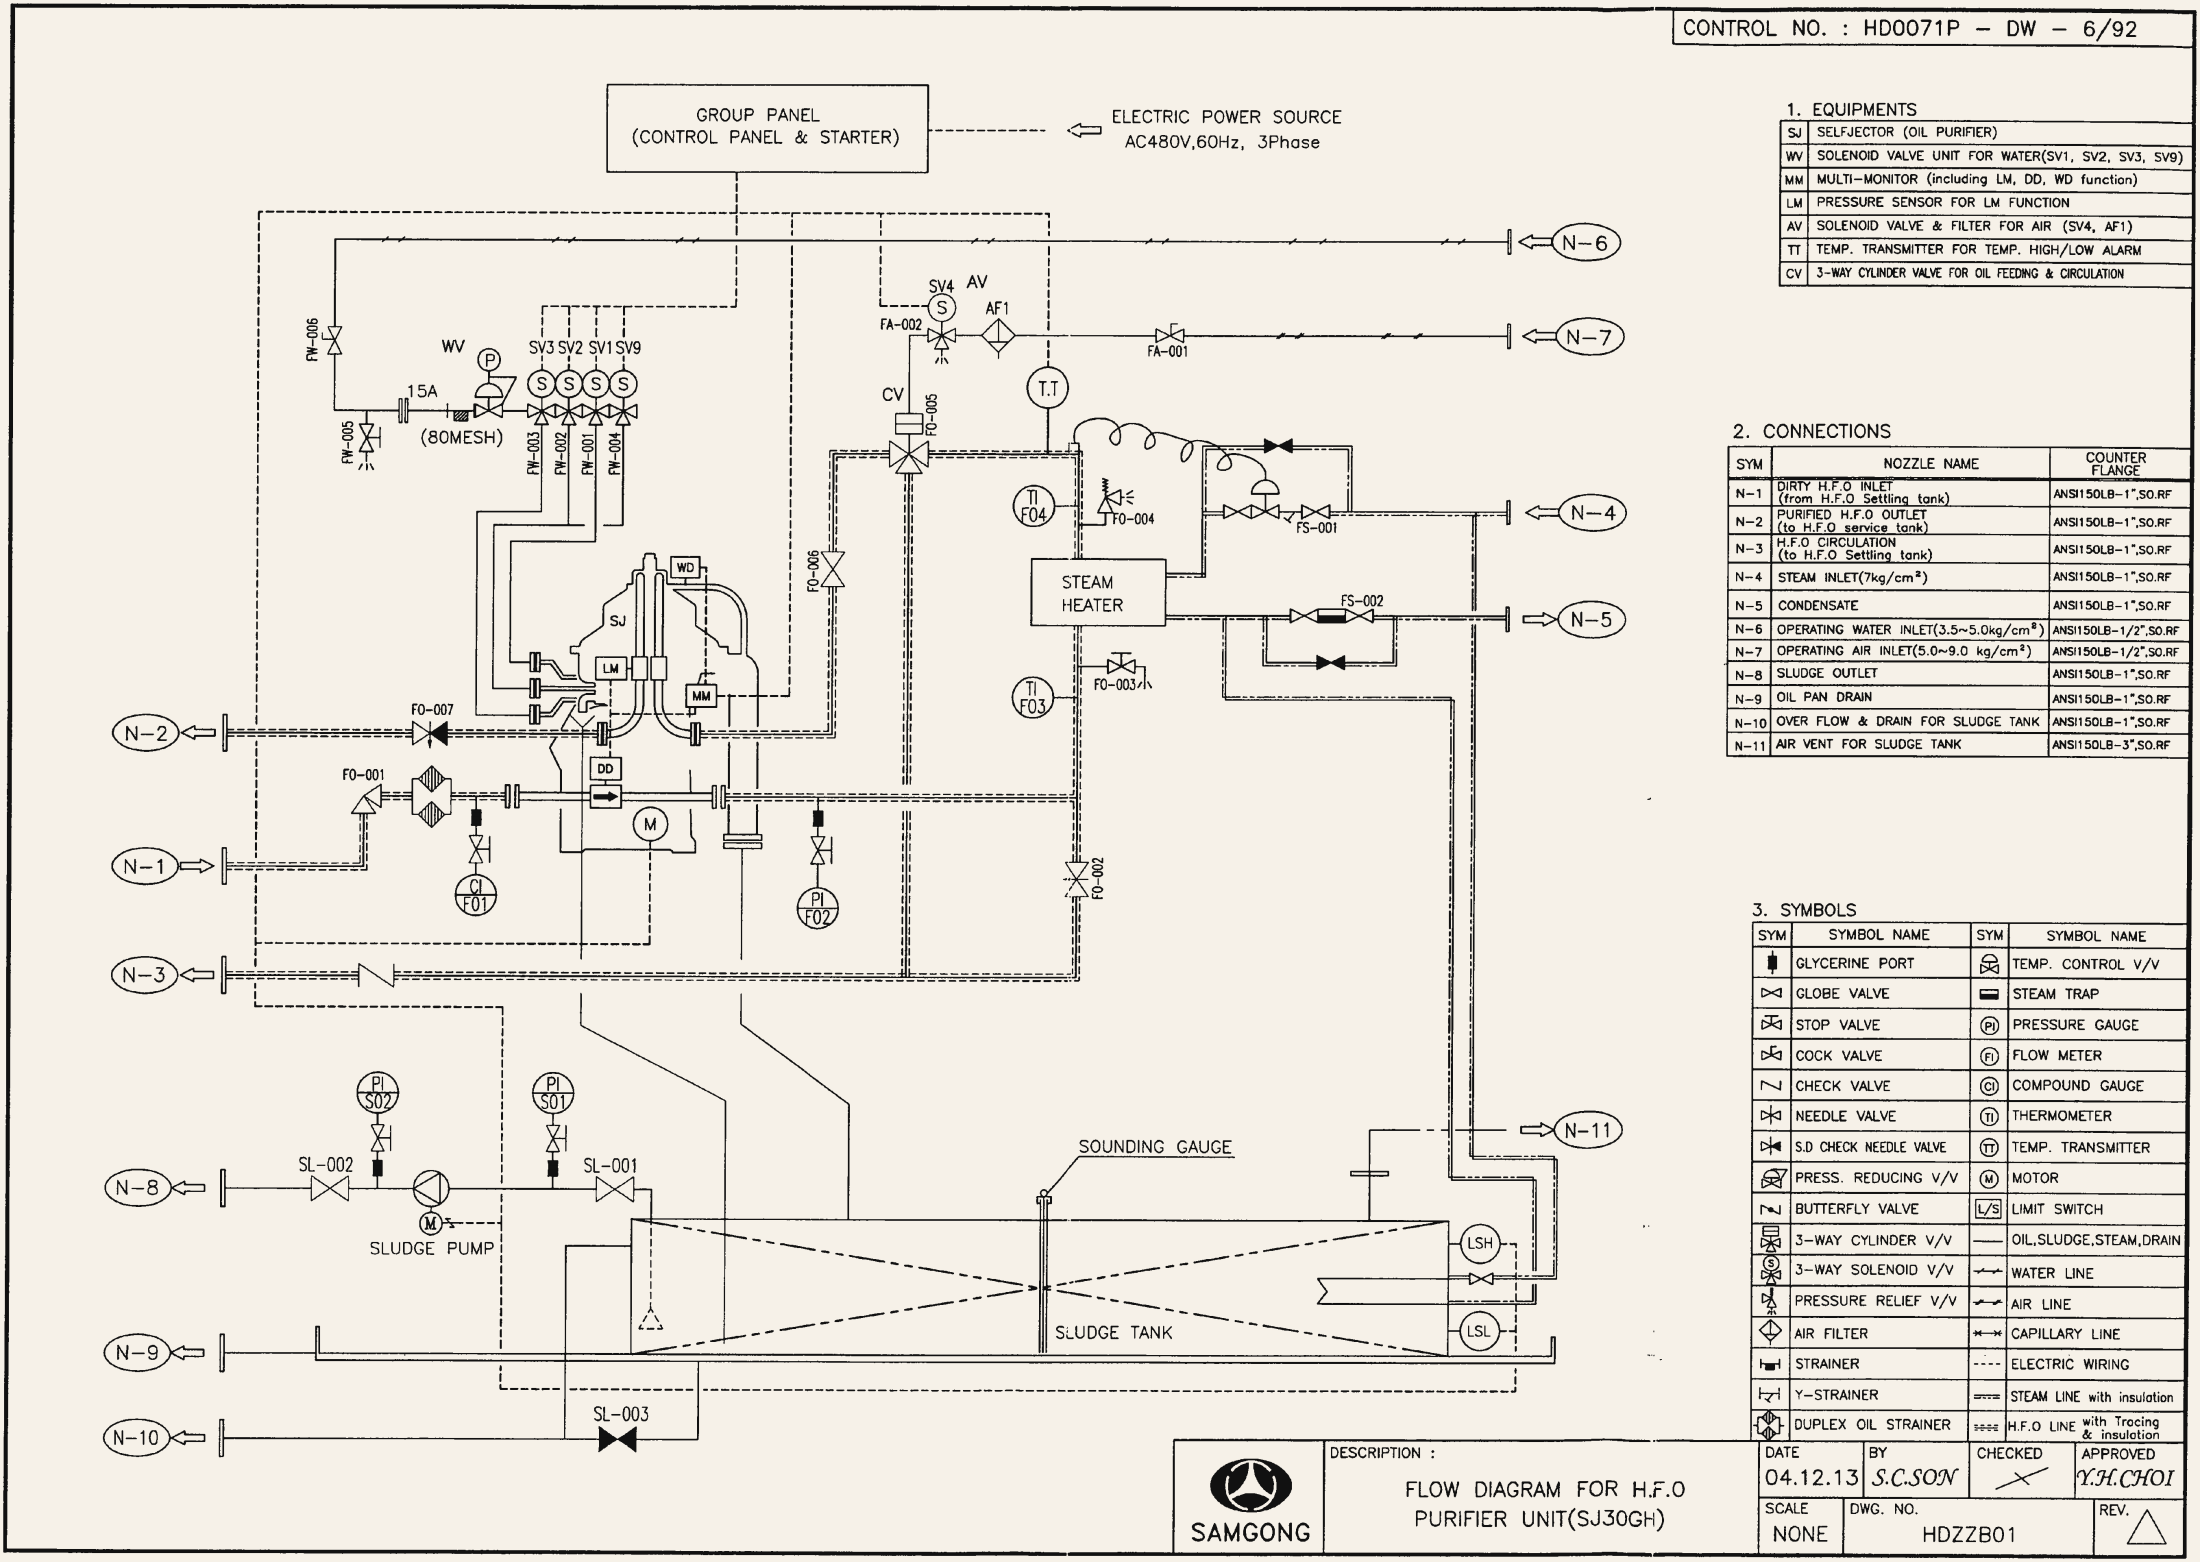 CONTROL NO. : HD0071P - DW - 6/92
GROUP PANEL
(CONTROL PANEL & STARTER)
ELECTRIC POWER SOURCE
AC480V,60Hz, 3Phase
1. EQUIPMENTS
SJ SELFJECTOR (OIL PURIFIER)
WV SOLENOID VALVE UNIT FOR WATER(SV1, SV2, SV3, SV9)
MM MULTI-MONITOR (including LM, DD, WD function)
LM PRESSURE SENSOR FOR LM FUNCTION
AV SOLENOID VALVE & FILTER FOR AIR (SV4, AF1)
TT TEMP. TRANSMITTER FOR TEMP. HIGH/LOW ALARM
CV 3-WAY CYLINDER VALVE FOR OIL FEEDING & CIRCULATION
N-6
SV4 AV
S
AF1
FA-002
FA-001
N-7
FW-006
WV
P
SV3 SV2 SV1 SV9
S S S S
15A
(80MESH)
FW-005
FW-003
FW-002
FW-001
FW-004
CV
FO-005
T.T
TI
F04
FO-004
FS-001
N-4
FO-006
WD
SJ
LM
MM
STEAM
HEATER
FS-002
N-5
FO-003
TI
F03
FO-007
N-2
DD
FO-001
M
N-1
CI
F01
PI
F02
FO-002
N-3
2. CONNECTIONS
SYM NOZZLE NAME COUNTER
FLANGE
N-1 DIRTY H.F.O INLET
(from H.F.O Settling tank) ANSI150LB-1",SO.RF
N-2 PURIFIED H.F.O OUTLET
(to H.F.O service tank) ANSI150LB-1",SO.RF
N-3 H.F.O CIRCULATION
(to H.F.O Settling tank) ANSI150LB-1",SO.RF
N-4 STEAM INLET(7kg/cm²) ANSI150LB-1",SO.RF
N-5 CONDENSATE ANSI150LB-1",SO.RF
N-6 OPERATING WATER INLET(3.5~5.0kg/cm²) ANSI150LB-1/2",SO.RF
N-7 OPERATING AIR INLET(5.0~9.0 kg/cm²) ANSI150LB-1/2",SO.RF
N-8 SLUDGE OUTLET ANSI150LB-1",SO.RF
N-9 OIL PAN DRAIN ANSI150LB-1",SO.RF
N-10 OVER FLOW & DRAIN FOR SLUDGE TANK ANSI150LB-1",SO.RF
N-11 AIR VENT FOR SLUDGE TANK ANSI150LB-3",SO.RF
3. SYMBOLS
SYM SYMBOL NAME SYM SYMBOL NAME
GLYCERINE PORT TEMP. CONTROL V/V
GLOBE VALVE STEAM TRAP
STOP VALVE PI PRESSURE GAUGE
COCK VALVE FI FLOW METER
CHECK VALVE CI COMPOUND GAUGE
NEEDLE VALVE TI THERMOMETER
S.D CHECK NEEDLE VALVE TT TEMP. TRANSMITTER
PRESS. REDUCING V/V M MOTOR
BUTTERFLY VALVE L/S LIMIT SWITCH
3-WAY CYLINDER V/V OIL,SLUDGE,STEAM,DRAIN
S 3-WAY SOLENOID V/V WATER LINE
PRESSURE RELIEF V/V AIR LINE
AIR FILTER CAPILLARY LINE
STRAINER ELECTRIC WIRING
Y-STRAINER STEAM LINE with insulation
DUPLEX OIL STRAINER H.F.O LINE with Tracing
& insulation
PI
S02
PI
S01
SL-002
SL-001
N-8
M
SLUDGE PUMP
SOUNDING GAUGE
N-11
LSH
SLUDGE TANK
LSL
N-9
SL-003
N-10
SAMGONG
DESCRIPTION :
FLOW DIAGRAM FOR H.F.O
PURIFIER UNIT(SJ30GH)
DATE BY CHECKED APPROVED
04.12.13 S.C.SON Y.H.CHOI
SCALE DWG. NO. REV.
NONE HDZZB01